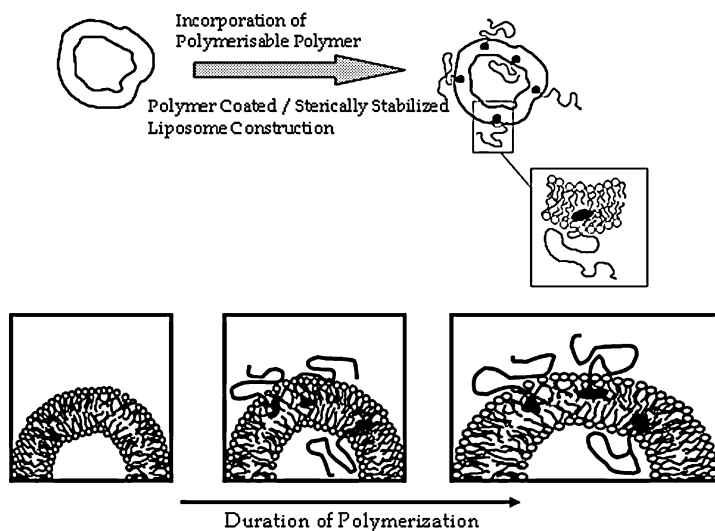 Incorporation of
Polymerisable Polymer
Polymer Coated / Sterically Stabilized
Liposome Construction
Duration of Polymerization